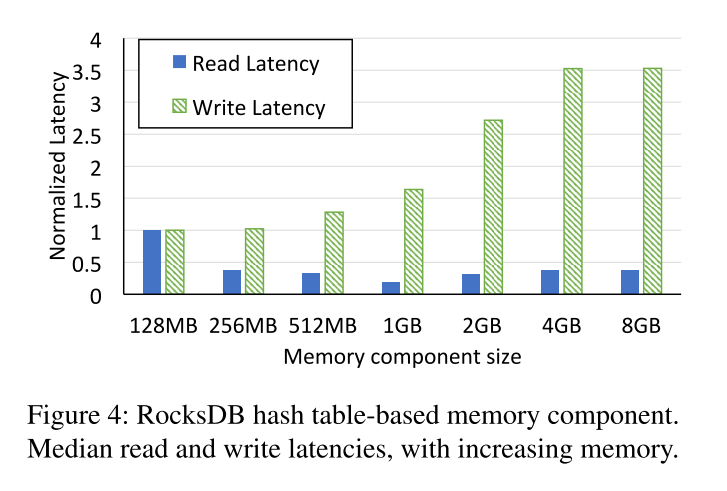 4
3.5
3
2.5
2
1.5
1
0.5
0
Normalized Latency
Read Latency
Write Latency
128MB 256MB 512MB 1GB 2GB 4GB 8GB
Memory component size
Figure 4: RocksDB hash table-based memory component.
Median read and write latencies, with increasing memory.